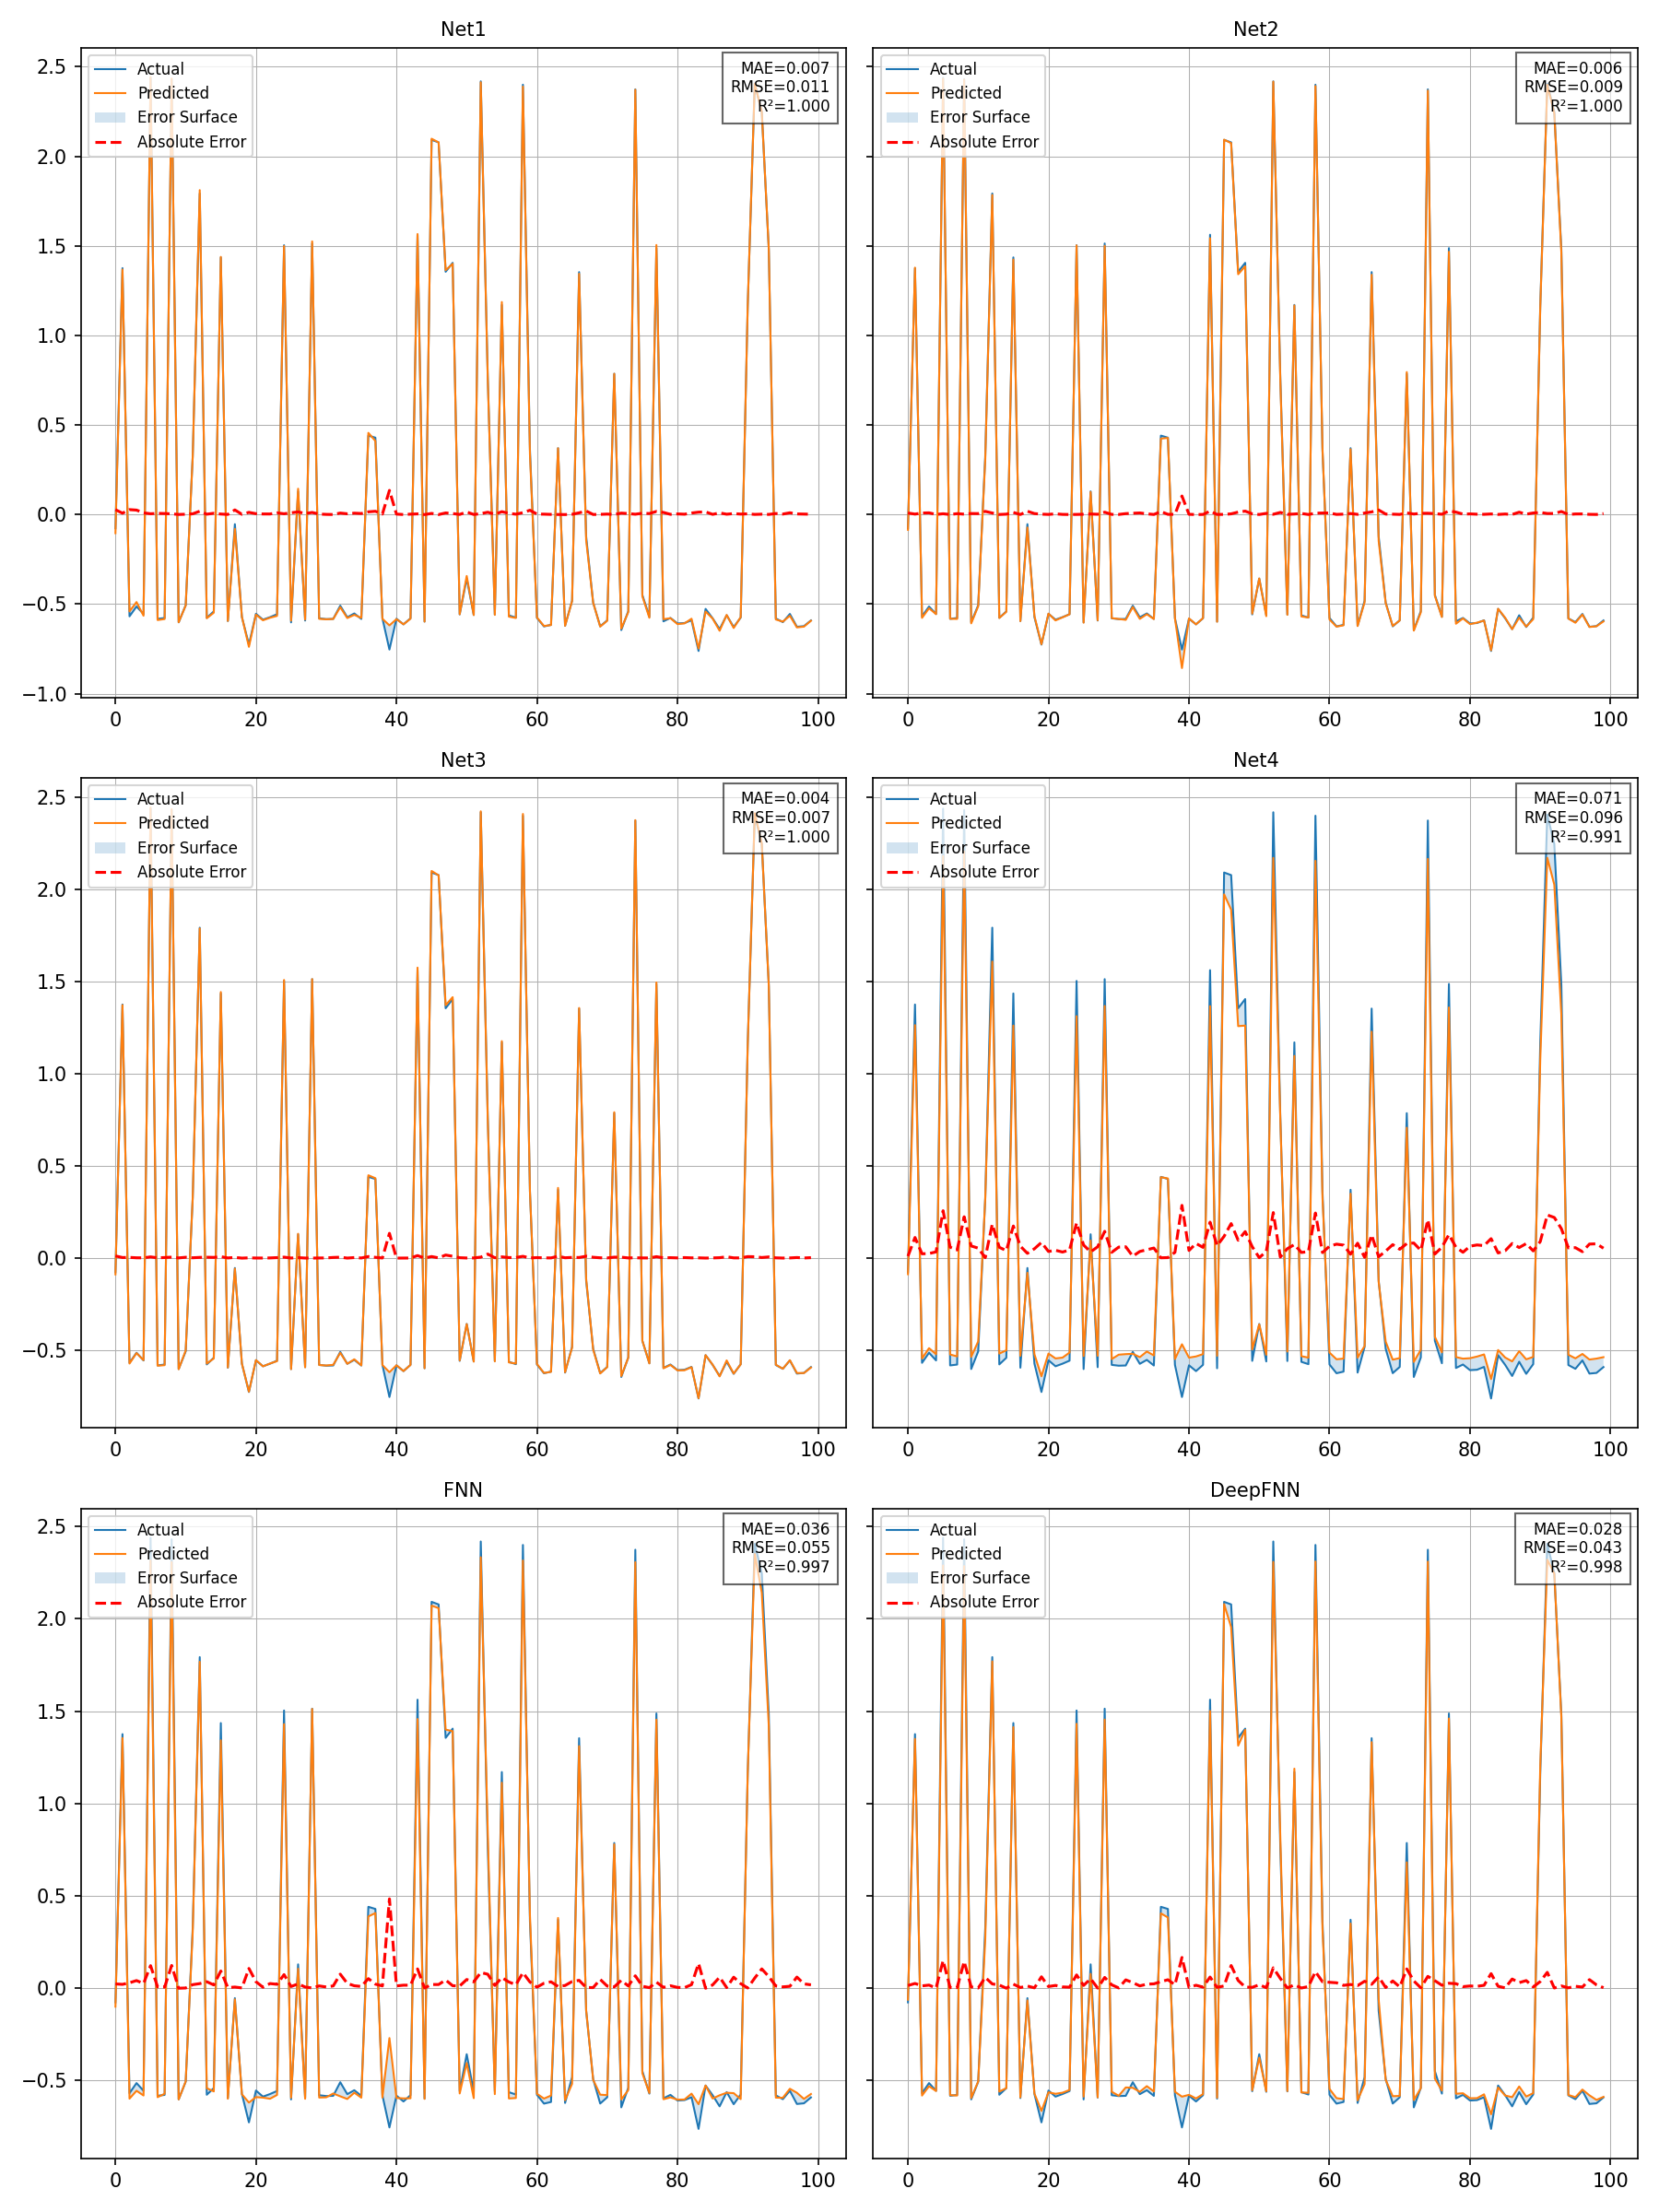 Net1
Actual
Predicted
Error Surface
Absolute Error
MAE=0.007
RMSE=0.011
R²=1.000
2.5
2.0
1.5
1.0
0.5
0.0
−0.5
−1.0
0 20 40 60 80 100
Net2
Actual
Predicted
Error Surface
Absolute Error
MAE=0.006
RMSE=0.009
R²=1.000
0 20 40 60 80 100
Net3
Actual
Predicted
Error Surface
Absolute Error
MAE=0.004
RMSE=0.007
R²=1.000
2.5
2.0
1.5
1.0
0.5
0.0
−0.5
0 20 40 60 80 100
Net4
Actual
Predicted
Error Surface
Absolute Error
MAE=0.071
RMSE=0.096
R²=0.991
0 20 40 60 80 100
FNN
Actual
Predicted
Error Surface
Absolute Error
MAE=0.036
RMSE=0.055
R²=0.997
2.5
2.0
1.5
1.0
0.5
0.0
−0.5
0 20 40 60 80 100
DeepFNN
Actual
Predicted
Error Surface
Absolute Error
MAE=0.028
RMSE=0.043
R²=0.998
0 20 40 60 80 100